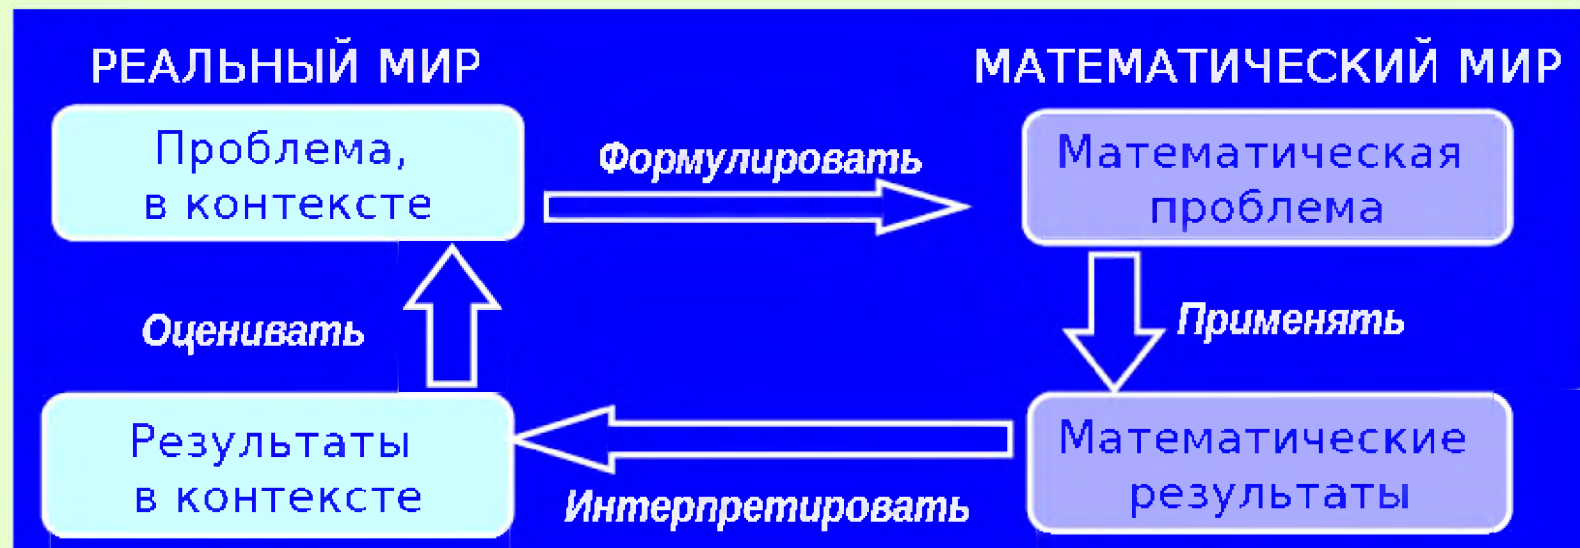 РЕАЛЬНЫЙ МИР
МАТЕМАТИЧЕСКИЙ МИР
Проблема,
в контексте
Формулировать
Математическая
проблема
Оценивать
Применять
Результаты
в контексте
Интерпретировать
Математические
результаты